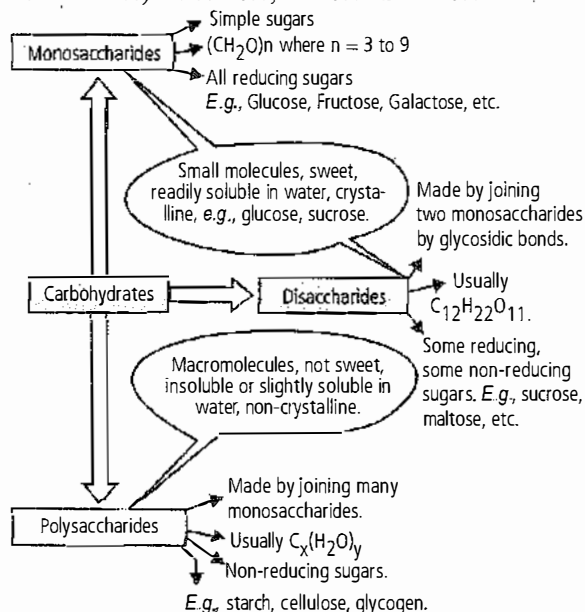 Simple sugars
Monosaccharides
(CH₂O)n where n = 3 to 9
All reducing sugars
E.g., Glucose, Fructose, Galactose, etc.
Small molecules, sweet,
readily soluble in water, crysta-
lline, e.g., glucose, sucrose.
Made by joining
two monosaccharides
by glycosidic bonds.
Carbohydrates
Disaccharides
Usually
C₁₂H₂₂O₁₁.
Some reducing,
some non-reducing
sugars. E.g., sucrose,
maltose, etc.
Macromolecules, not sweet,
insoluble or slightly soluble in
water, non-crystalline.
Polysaccharides
Made by joining many
monosaccharides.
Usually Cₓ(H₂O)y
Non-reducing sugars.
E.g., starch, cellulose, glycogen.